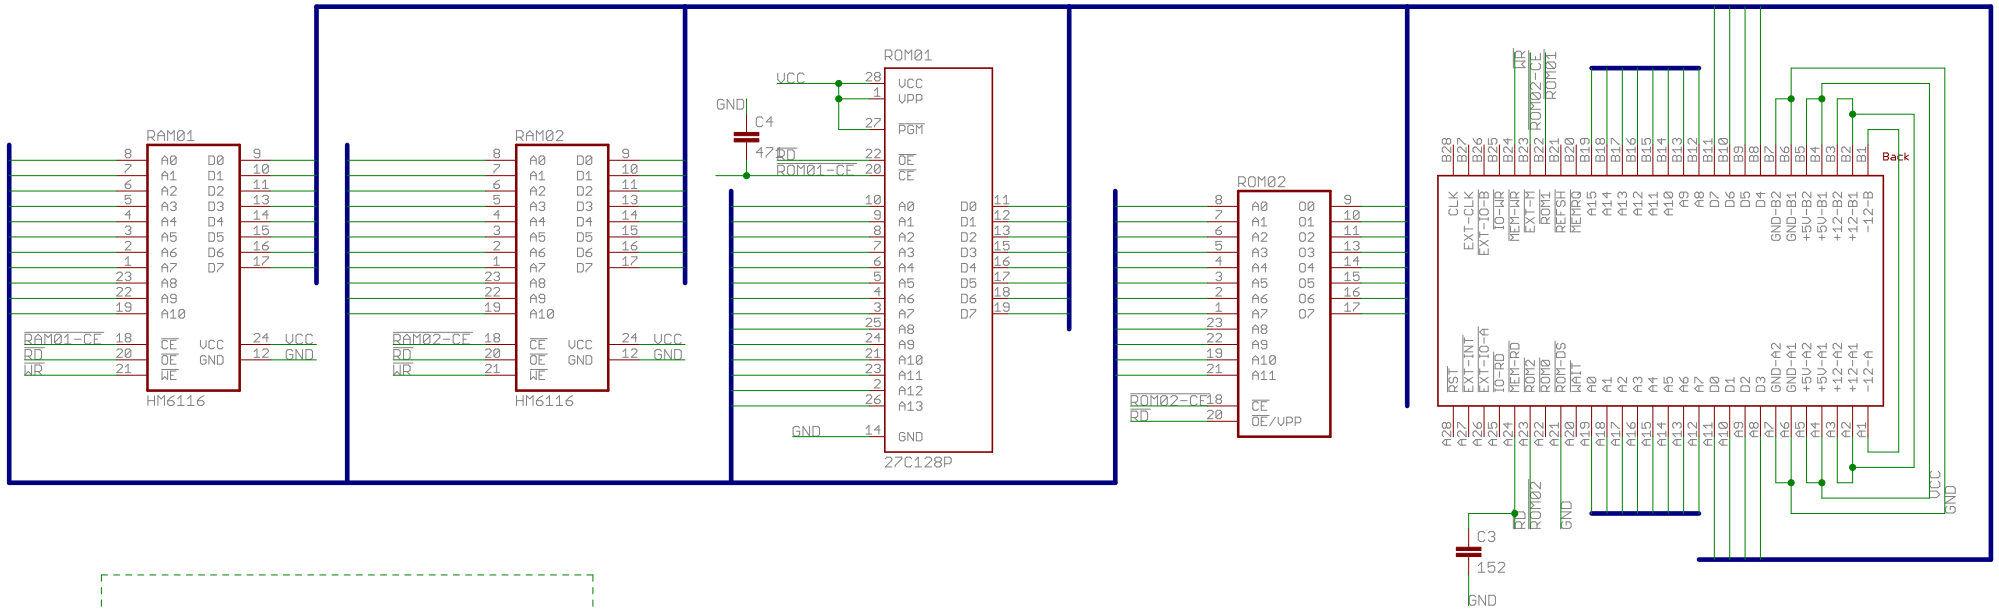 RAM01
8 A0 D0 9
7 A1 D1 10
6 A2 D2 11
5 A3 D3 13
4 A4 D4 14
3 A5 D5 15
2 A6 D6 16
1 A7 D7 17
23 A8
22 A9
19 A10
RAM01-CE 18 CE VCC 24 VCC
RD 20 OE GND 12 GND
WR 21 WE
HM6116
RAM02
8 A0 D0 9
7 A1 D1 10
6 A2 D2 11
5 A3 D3 13
4 A4 D4 14
3 A5 D5 15
2 A6 D6 16
1 A7 D7 17
23 A8
22 A9
19 A10
RAM02-CE 18 CE VCC 24 VCC
RD 20 OE GND 12 GND
WR 21 WE
HM6116
ROM01
VCC 28 VCC
1 VPP
GND
C4
27 PGM
RD 22 OE
ROM01-CE 20 CE
10 A0 D0 11
9 A1 D1 12
8 A2 D2 13
7 A3 D3 15
6 A4 D4 16
5 A5 D5 17
4 A6 D6 18
3 A7 D7 19
25 A8
24 A9
21 A10
23 A11
2 A12
26 A13
GND 14 GND
27C128P
ROM02
8 A0 O0 9
7 A1 O1 10
6 A2 O2 11
5 A3 O3 13
4 A4 O4 14
3 A5 O5 15
2 A6 O6 16
1 A7 O7 17
23 A8
22 A9
19 A10
21 A11
ROM02-CE 18 CE
RD 20 OE/VPP
WR
ROM02-CE
ROM01
B28 B27 B26 B25 B24 B23 B22 B21 B20 B19 B18 B17 B16 B15 B14 B13 B12 B11 B10 B9 B8 B7 B6 B5 B4 B3 B2 B1
Back
CLK EXT-CLK EXT-IO-B IO-WR MEM-WR EXT-M ROM1 REFSH MEMRQ A15 A14 A13 A12 A11 A10 A9 A8 D7 D6 D5 D4 GND-B2 GND-B1 +5V-B2 +5V-B1 +12-B2 +12-B1 -12-B
RST EXT-INT EXT-IO-A IO-RD MEM-RD ROM2 ROM0 ROM-DS WAIT A0 A1 A2 A3 A4 A5 A6 A7 D0 D1 D2 D3 GND-A2 GND-A1 +5V-A2 +5V-A1 +12-A2 +12-A1 -12-A
A28 A27 A26 A25 A24 A23 A22 A21 A20 A19 A18 A17 A16 A15 A14 A13 A12 A11 A10 A9 A8 A7 A6 A5 A4 A3 A2 A1
RD
ROM02
GND
VCC
GND
C3
152
GND